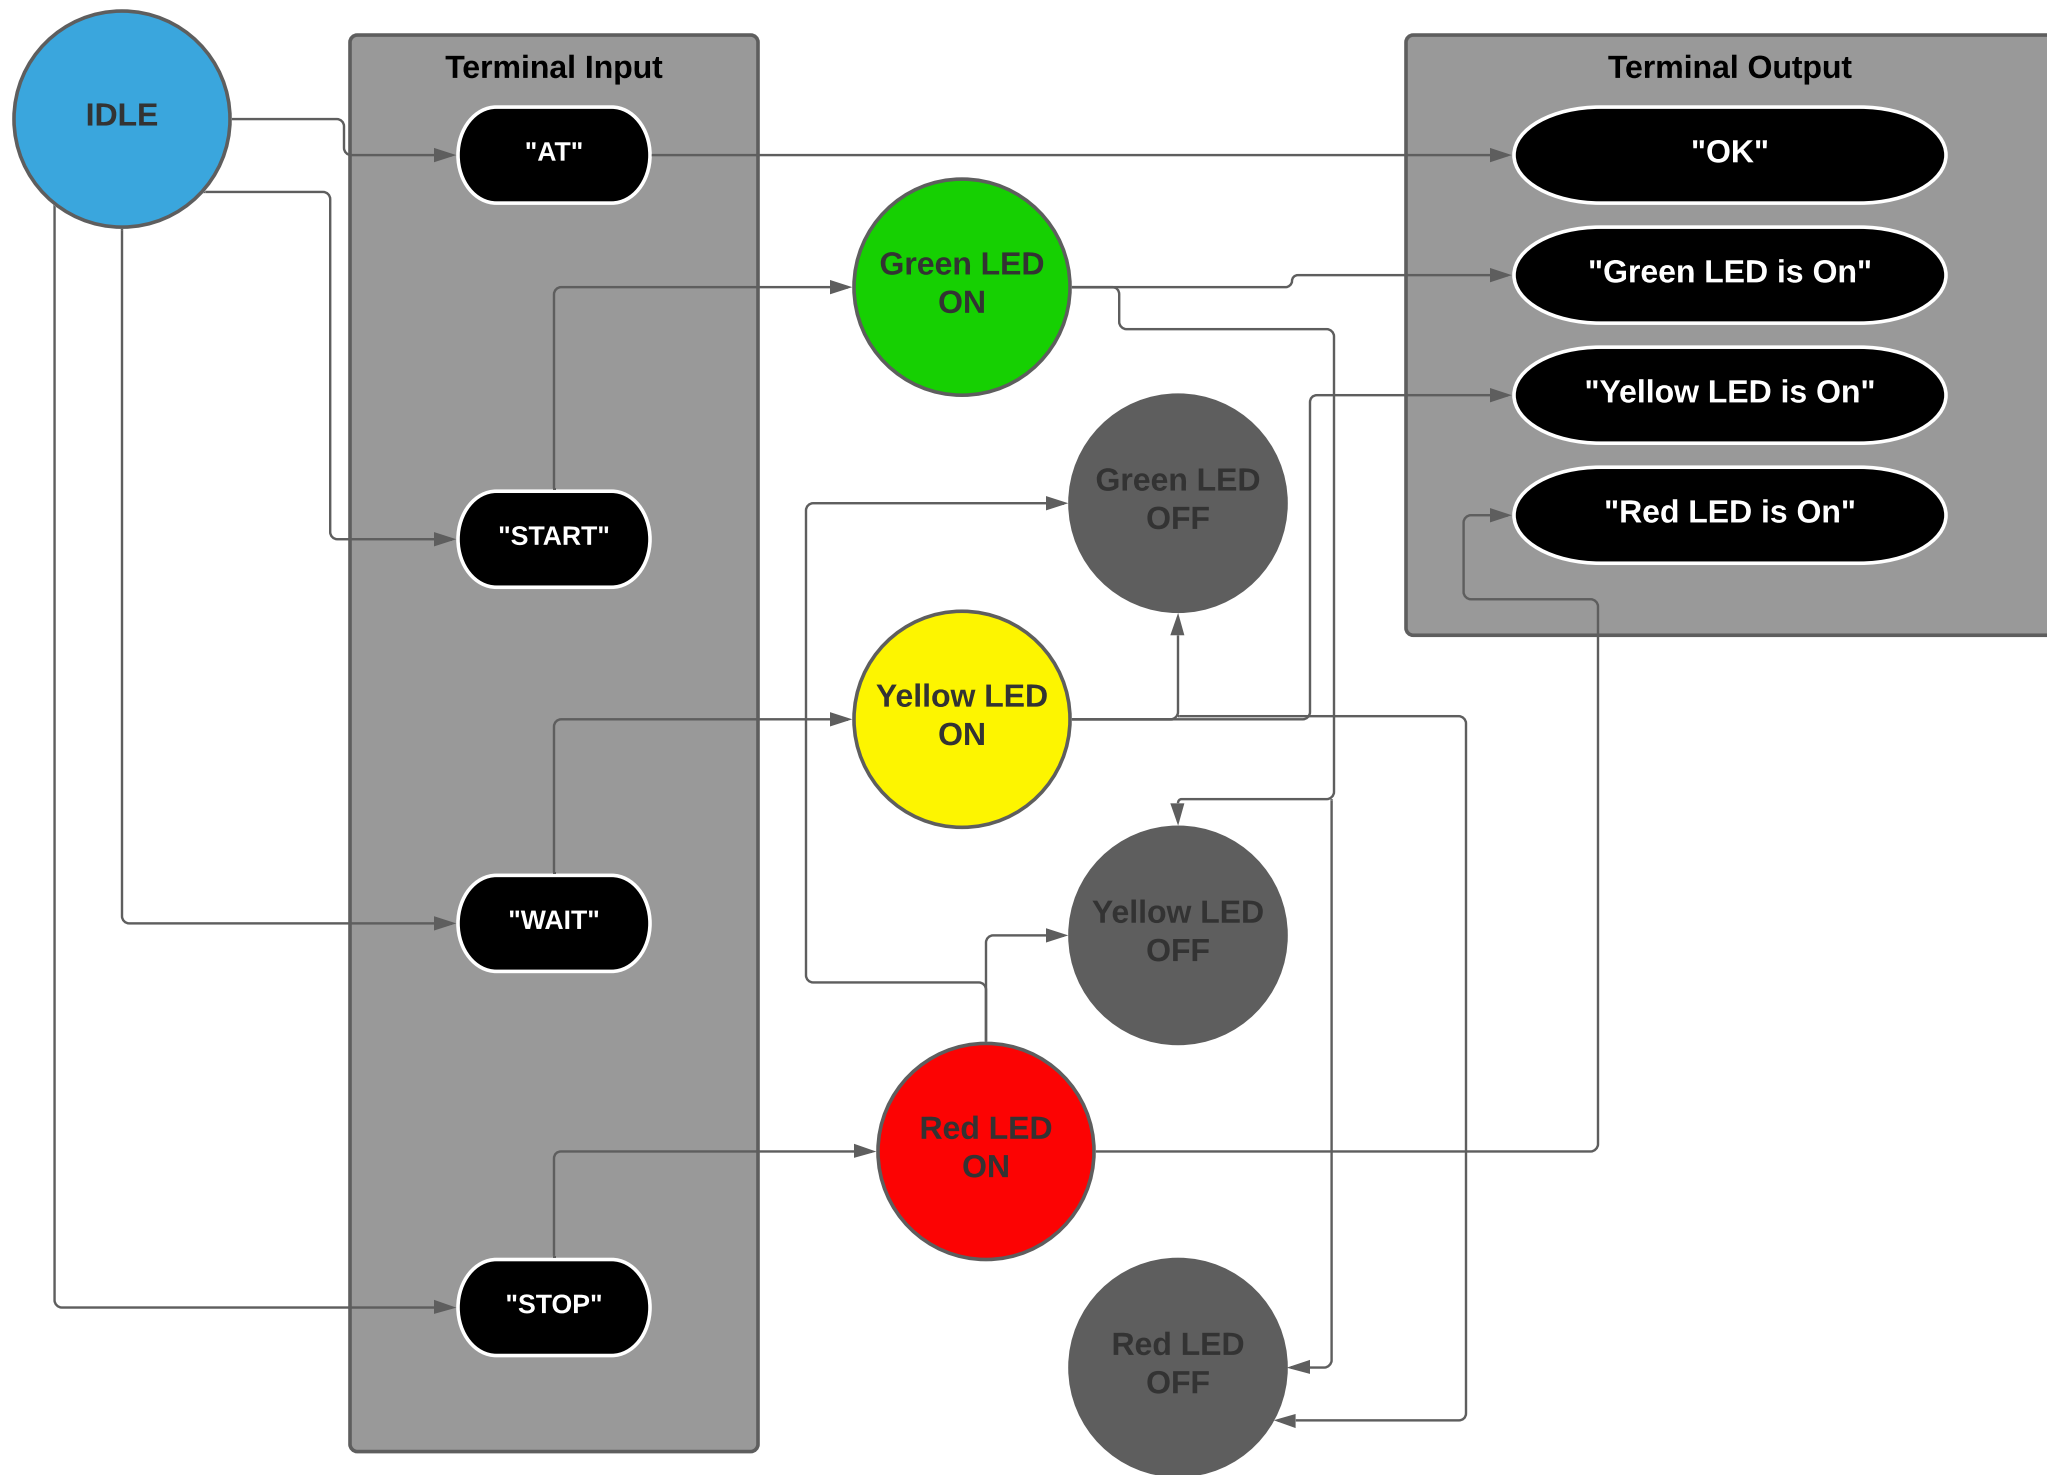 IDLE
Terminal Input
"AT"
"START"
"WAIT"
"STOP"
Green LED
ON
Green LED
OFF
Yellow LED
ON
Yellow LED
OFF
Red LED
ON
Red LED
OFF
Terminal Output
"OK"
"Green LED is On"
"Yellow LED is On"
"Red LED is On"